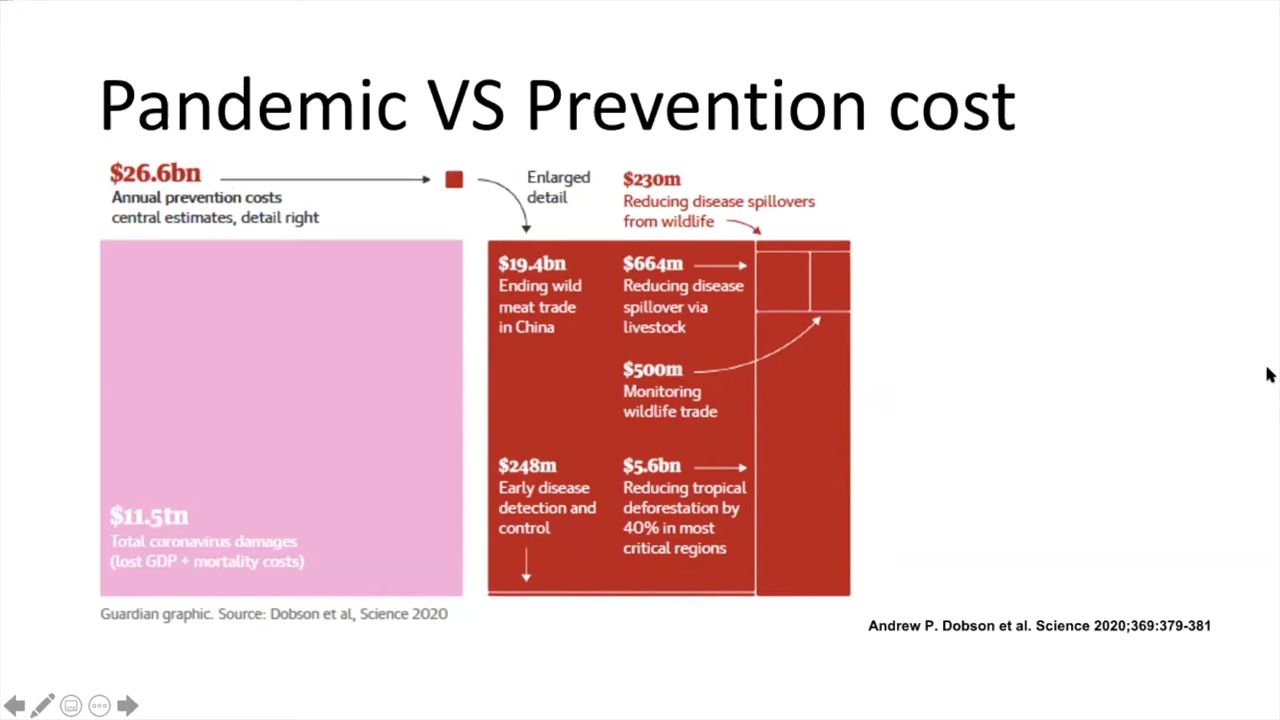 Pandemic VS Prevention cost
$26.6bn
Annual prevention costs
central estimates, detail right
Enlarged
detail
$230m
Reducing disease spillovers
from wildlife
$11.5tn
Total coronavirus damages
(lost GDP + mortality costs)
$19.4bn
Ending wild
meat trade
in China
$664m
Reducing disease
spillover via
livestock
$500m
Monitoring
wildlife trade
$248m
Early disease
detection and
control
$5.6bn
Reducing tropical
deforestation by
40% in most
critical regions
Guardian graphic. Source: Dobson et al, Science 2020
Andrew P. Dobson et al. Science 2020;369:379-381